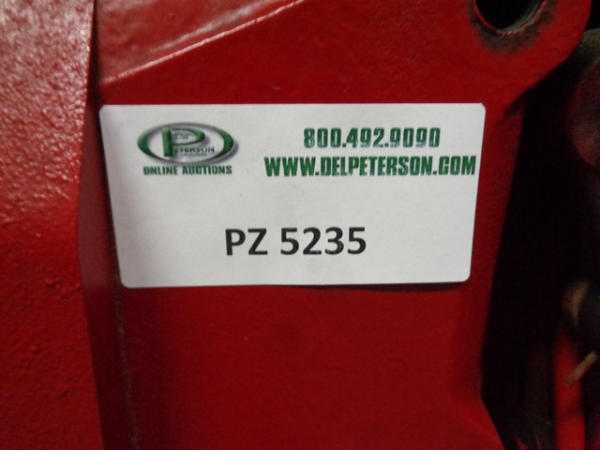 PETERSON
ONLINE AUCTIONS
800.492.9090
WWW.DELPETERSON.COM
PZ 5235